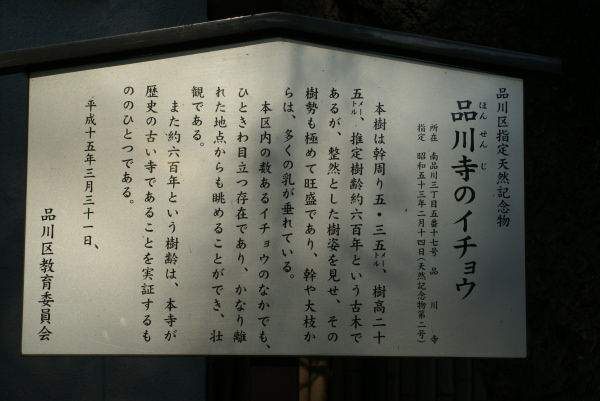 品川区指定天然記念物
ほんせんじ
品川寺のイチョウ
所在 南品川三丁目五番十七号 品川寺
指定 昭和五十三年二月十四日(天然記念物第二号)
本樹は幹周り五・三五メートル、樹高二十
五メートル、推定樹齢約六百年という古木で
あるが、整然とした樹姿を見せ、その
樹勢も極めて旺盛であり、幹や大枝か
らは、多くの乳が垂れている。
本区内の数あるイチョウのなかでも、
ひときわ目立つ存在であり、かなり離
れた地点からも眺めることができ、壮
観である。
また約六百年という樹齢は、本寺が
歴史の古い寺であることを実証するも
ののひとつである。
平成十五年三月三十一日、
品川区教育委員会